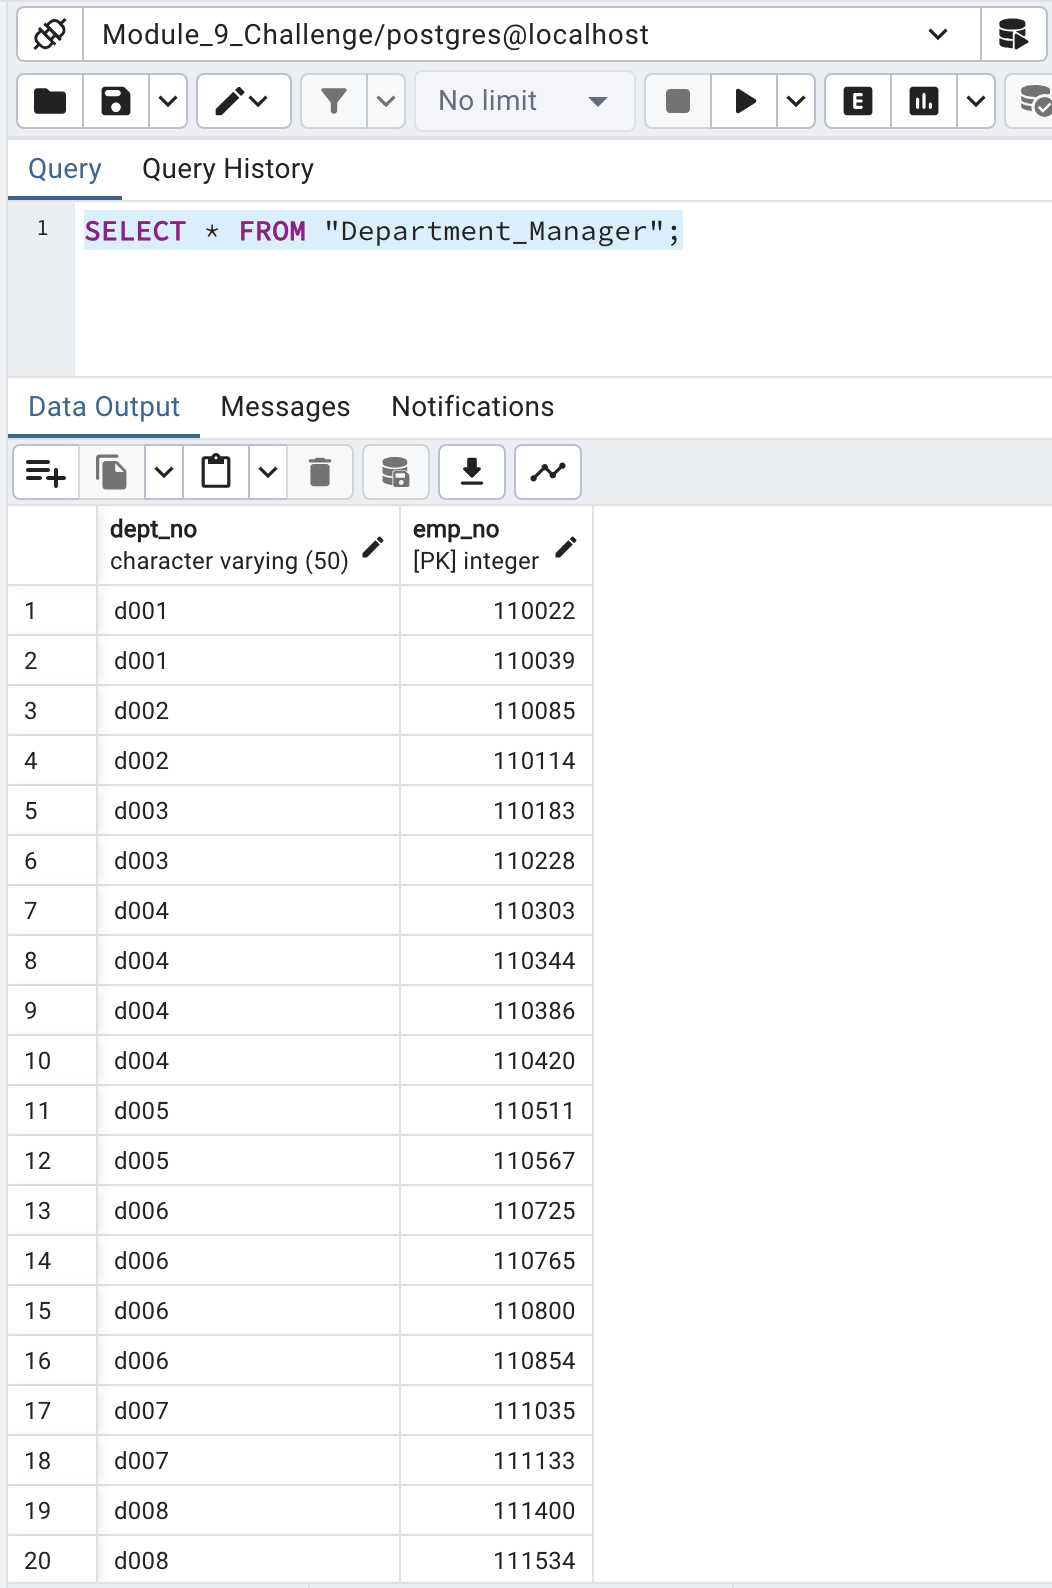 Module_9_Challenge/postgres@localhost
No limit
E
Query Query History
1 SELECT * FROM "Department_Manager";
Data Output Messages Notifications
dept_no emp_no
character varying (50) [PK] integer
1 d001 110022
2 d001 110039
3 d002 110085
4 d002 110114
5 d003 110183
6 d003 110228
7 d004 110303
8 d004 110344
9 d004 110386
10 d004 110420
11 d005 110511
12 d005 110567
13 d006 110725
14 d006 110765
15 d006 110800
16 d006 110854
17 d007 111035
18 d007 111133
19 d008 111400
20 d008 111534